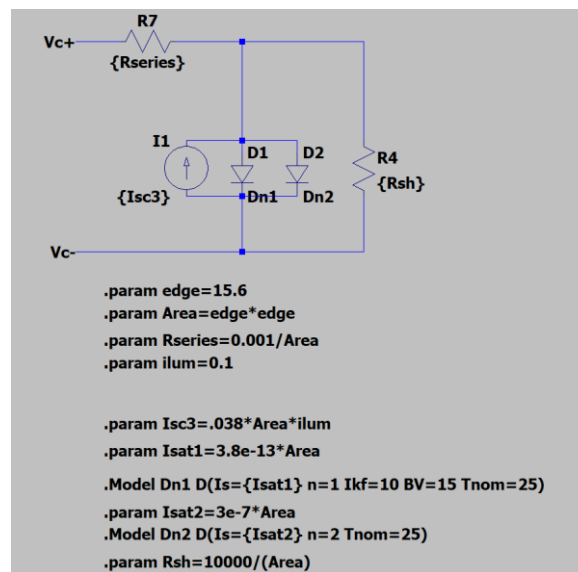 R7
Vc+
{Rseries}
I1
D1
D2
R4
{Rsh}
{Isc3}
Dn1
Dn2
Vc-
.param edge=15.6
.param Area=edge*edge
.param Rseries=0.001/Area
.param ilum=0.1
.param Isc3=.038*Area*ilum
.param Isat1=3.8e-13*Area
.Model Dn1 D(Is={Isat1} n=1 Ikf=10 BV=15 Tnom=25)
.param Isat2=3e-7*Area
.Model Dn2 D(Is={Isat2} n=2 Tnom=25)
.param Rsh=10000/(Area)